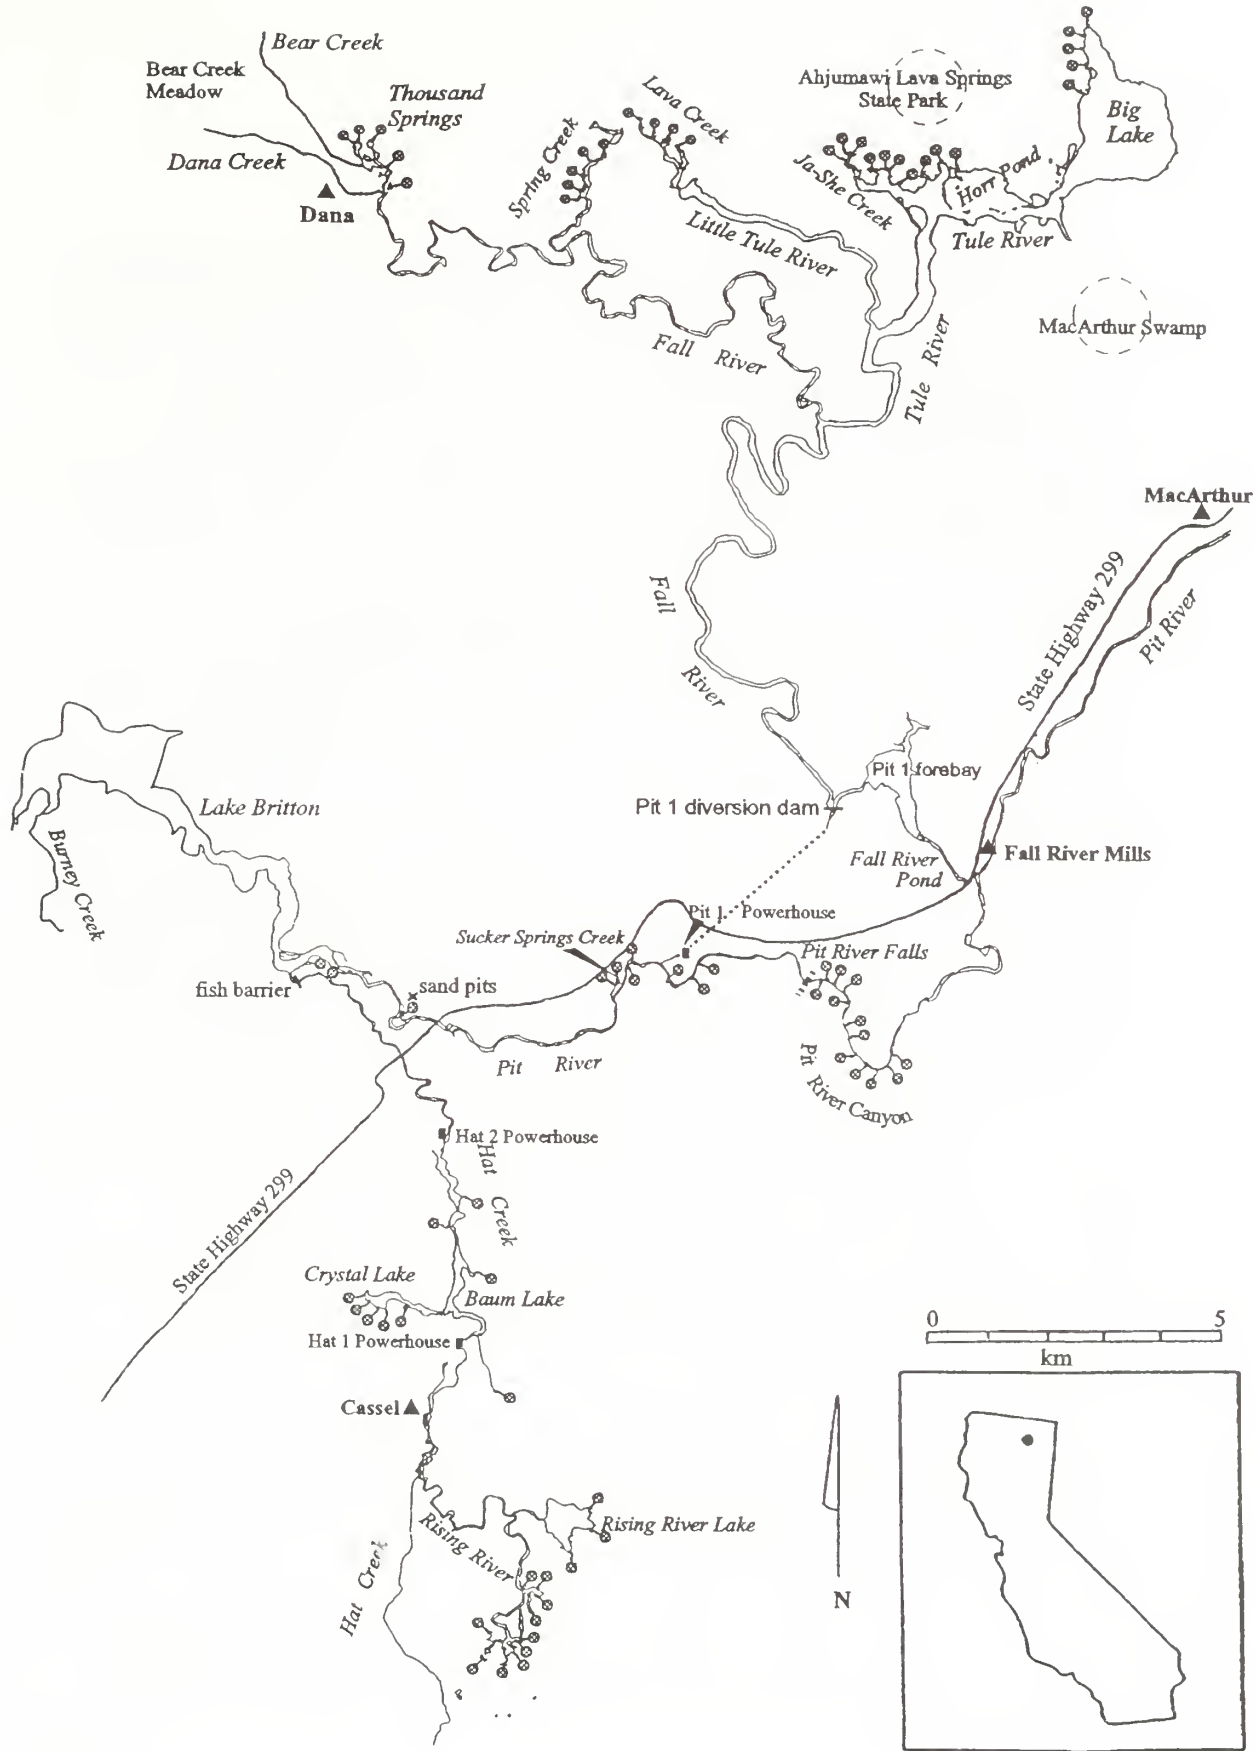 Bear Creek
Bear Creek
Meadow
Thousand
Springs
Dana Creek
Dana
Spring Creek
Lava Creek
Little Tule River
Ahjumawi Lava Springs
State Park
Big
Lake
Ja-She Creek
Horr Pond
Tule River
MacArthur Swamp
Fall River
Tule River
MacArthur
Fall
River
State Highway 299
Pit River
Pit 1 forebay
Pit 1 diversion dam
Lake Britton
Burney Creek
Fall River
Pond
Fall River Mills
Pit 1 Powerhouse
Sucker Springs Creek
Pit River Falls
fish barrier
sand pits
Pit River
Pit River Canyon
Hat 2 Powerhouse
Hat Creek
State Highway 299
Crystal Lake
Baum Lake
Hat 1 Powerhouse
Cassel
Rising River
Rising River Lake
Hat Creek
0 5
km
N